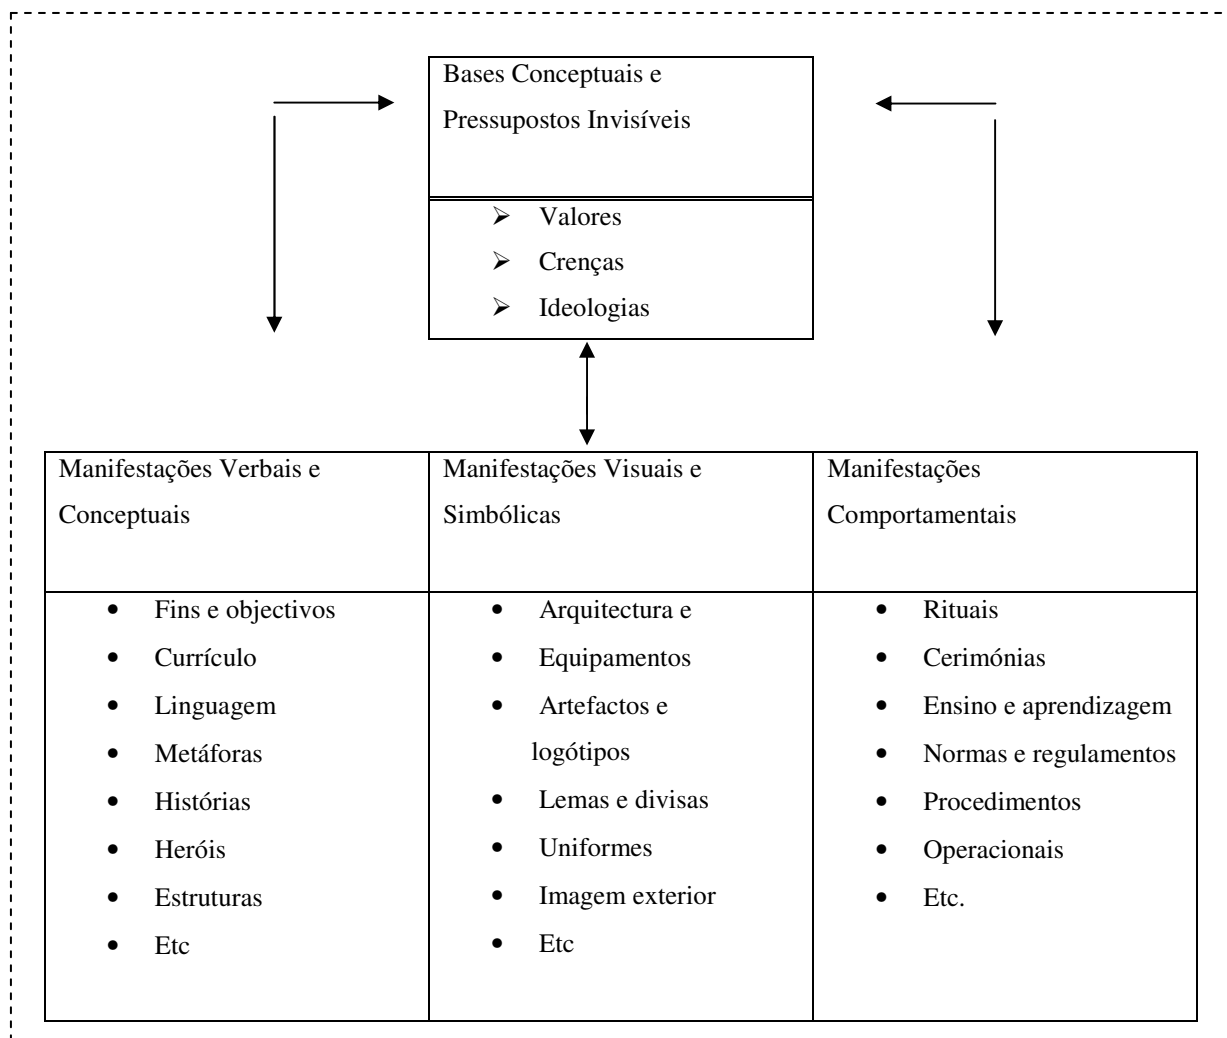 Bases Conceptuais e
Pressupostos Invisíveis
➢ Valores
➢ Crenças
➢ Ideologias
Manifestações Verbais e
Conceptuais
• Fins e objectivos
• Currículo
• Linguagem
• Metáforas
• Histórias
• Heróis
• Estruturas
• Etc
Manifestações Visuais e
Simbólicas
• Arquitectura e
• Equipamentos
• Artefactos e
logótipos
• Lemas e divisas
• Uniformes
• Imagem exterior
• Etc
Manifestações
Comportamentais
• Rituais
• Cerimónias
• Ensino e aprendizagem
• Normas e regulamentos
• Procedimentos
• Operacionais
• Etc.